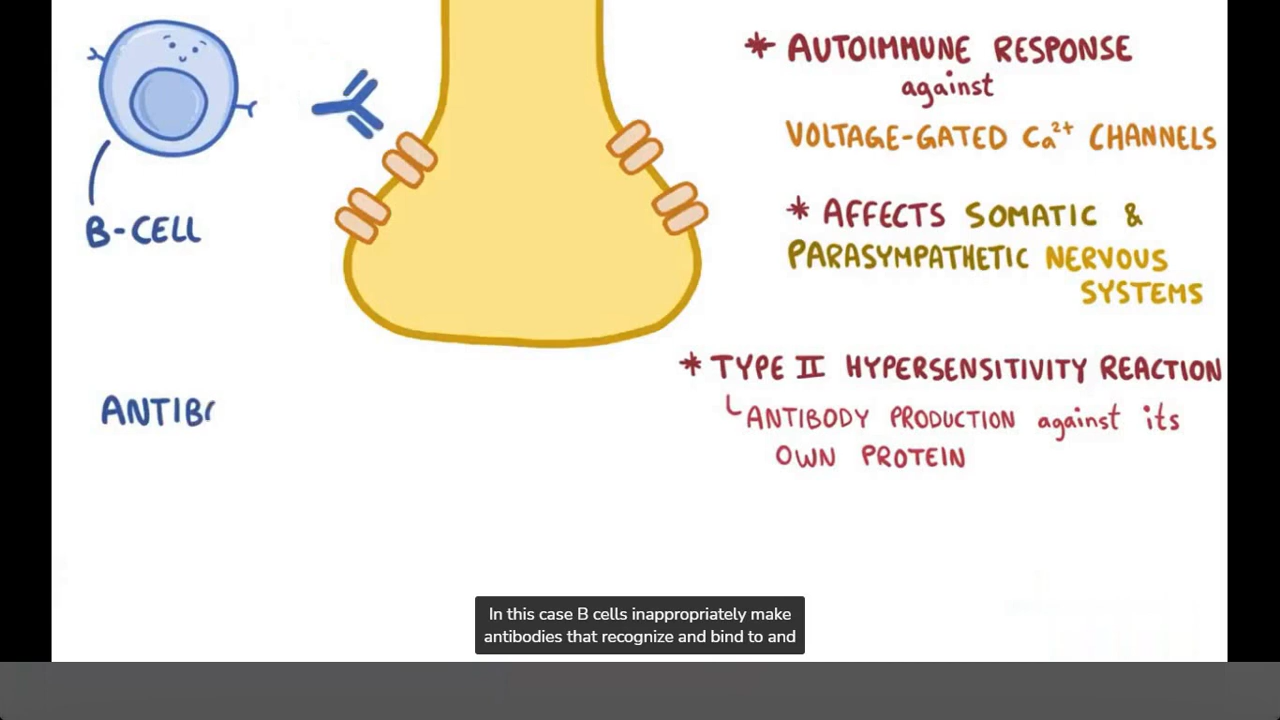 * AUTOIMMUNE RESPONSE
against
VOLTAGE-GATED Ca²⁺ CHANNELS
B-CELL
* AFFECTS SOMATIC &
PARASYMPATHETIC NERVOUS
SYSTEMS
* TYPE II HYPERSENSITIVITY REACTION
ANTIBODY PRODUCTION against its
OWN PROTEIN
ANTIB
In this case B cells inappropriately make
antibodies that recognize and bind to and